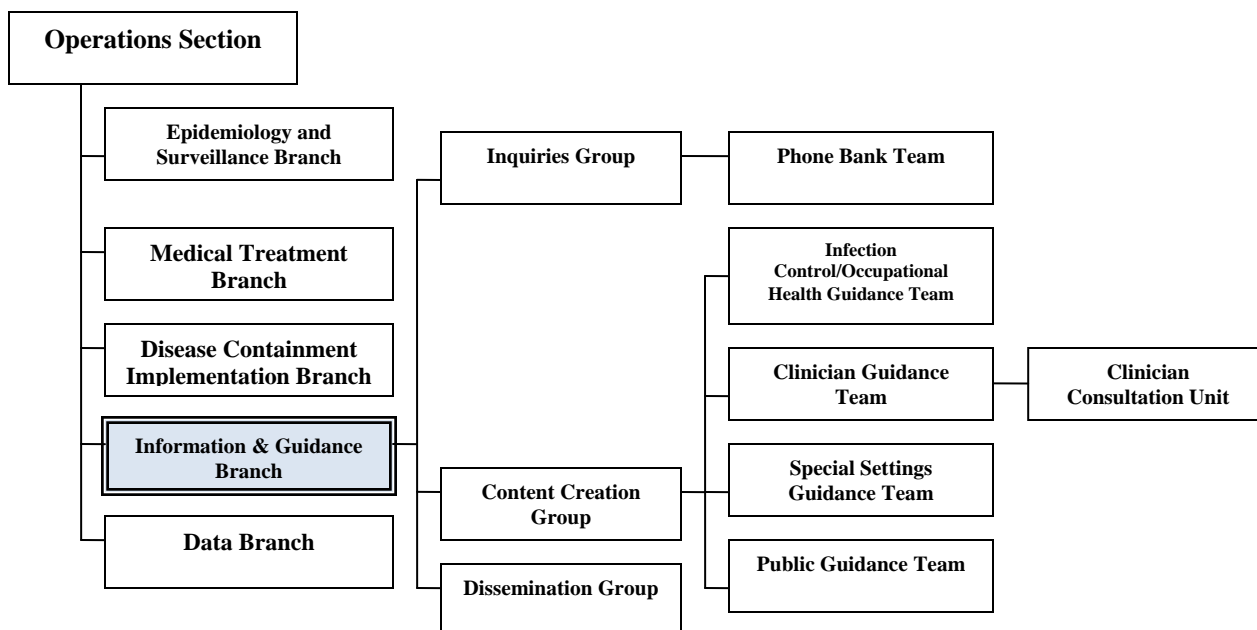 Operations Section
Epidemiology and
Surveillance Branch
Medical Treatment
Branch
Disease Containment
Implementation Branch
Information & Guidance
Branch
Data Branch
Inquiries Group
Content Creation
Group
Dissemination Group
Phone Bank Team
Infection
Control/Occupational
Health Guidance Team
Clinician Guidance
Team
Special Settings
Guidance Team
Public Guidance Team
Clinician
Consultation Unit